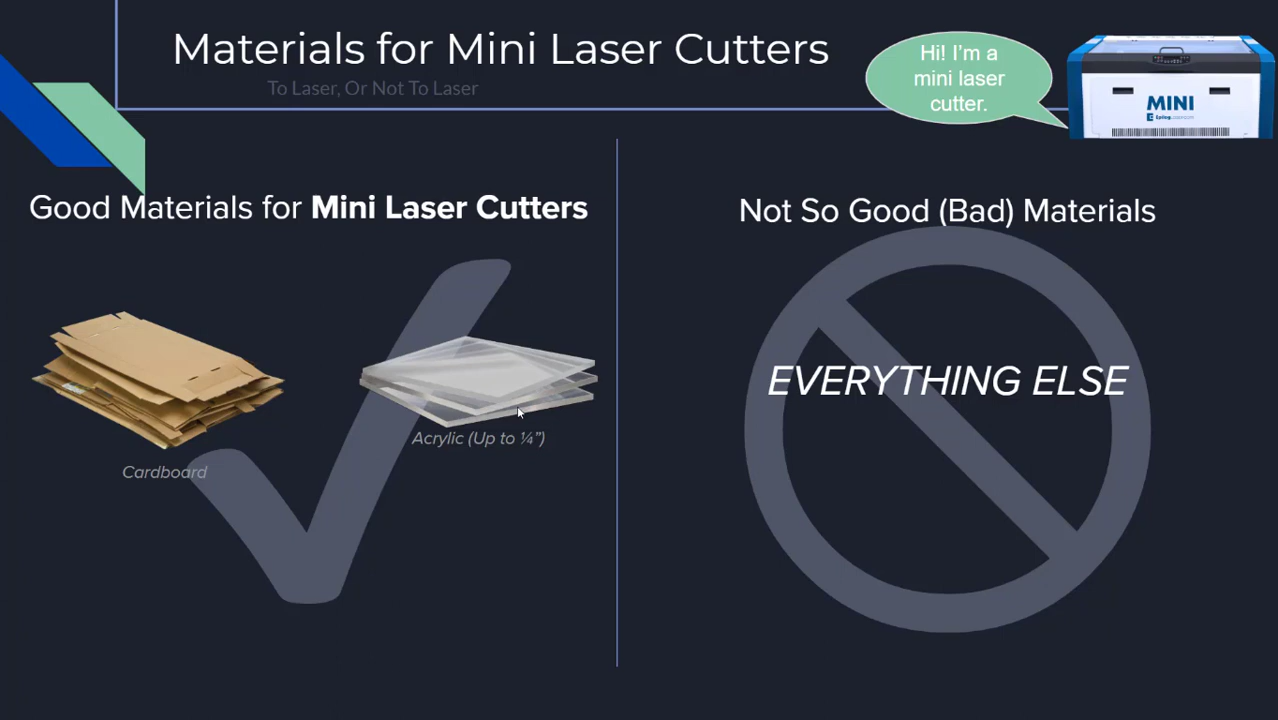 Materials for Mini Laser Cutters
To Laser, Or Not To Laser
Hi! I'm a
mini laser
cutter.
MINI
Good Materials for Mini Laser Cutters
Cardboard
Acrylic (Up to ¼”)
Not So Good (Bad) Materials
EVERYTHING ELSE